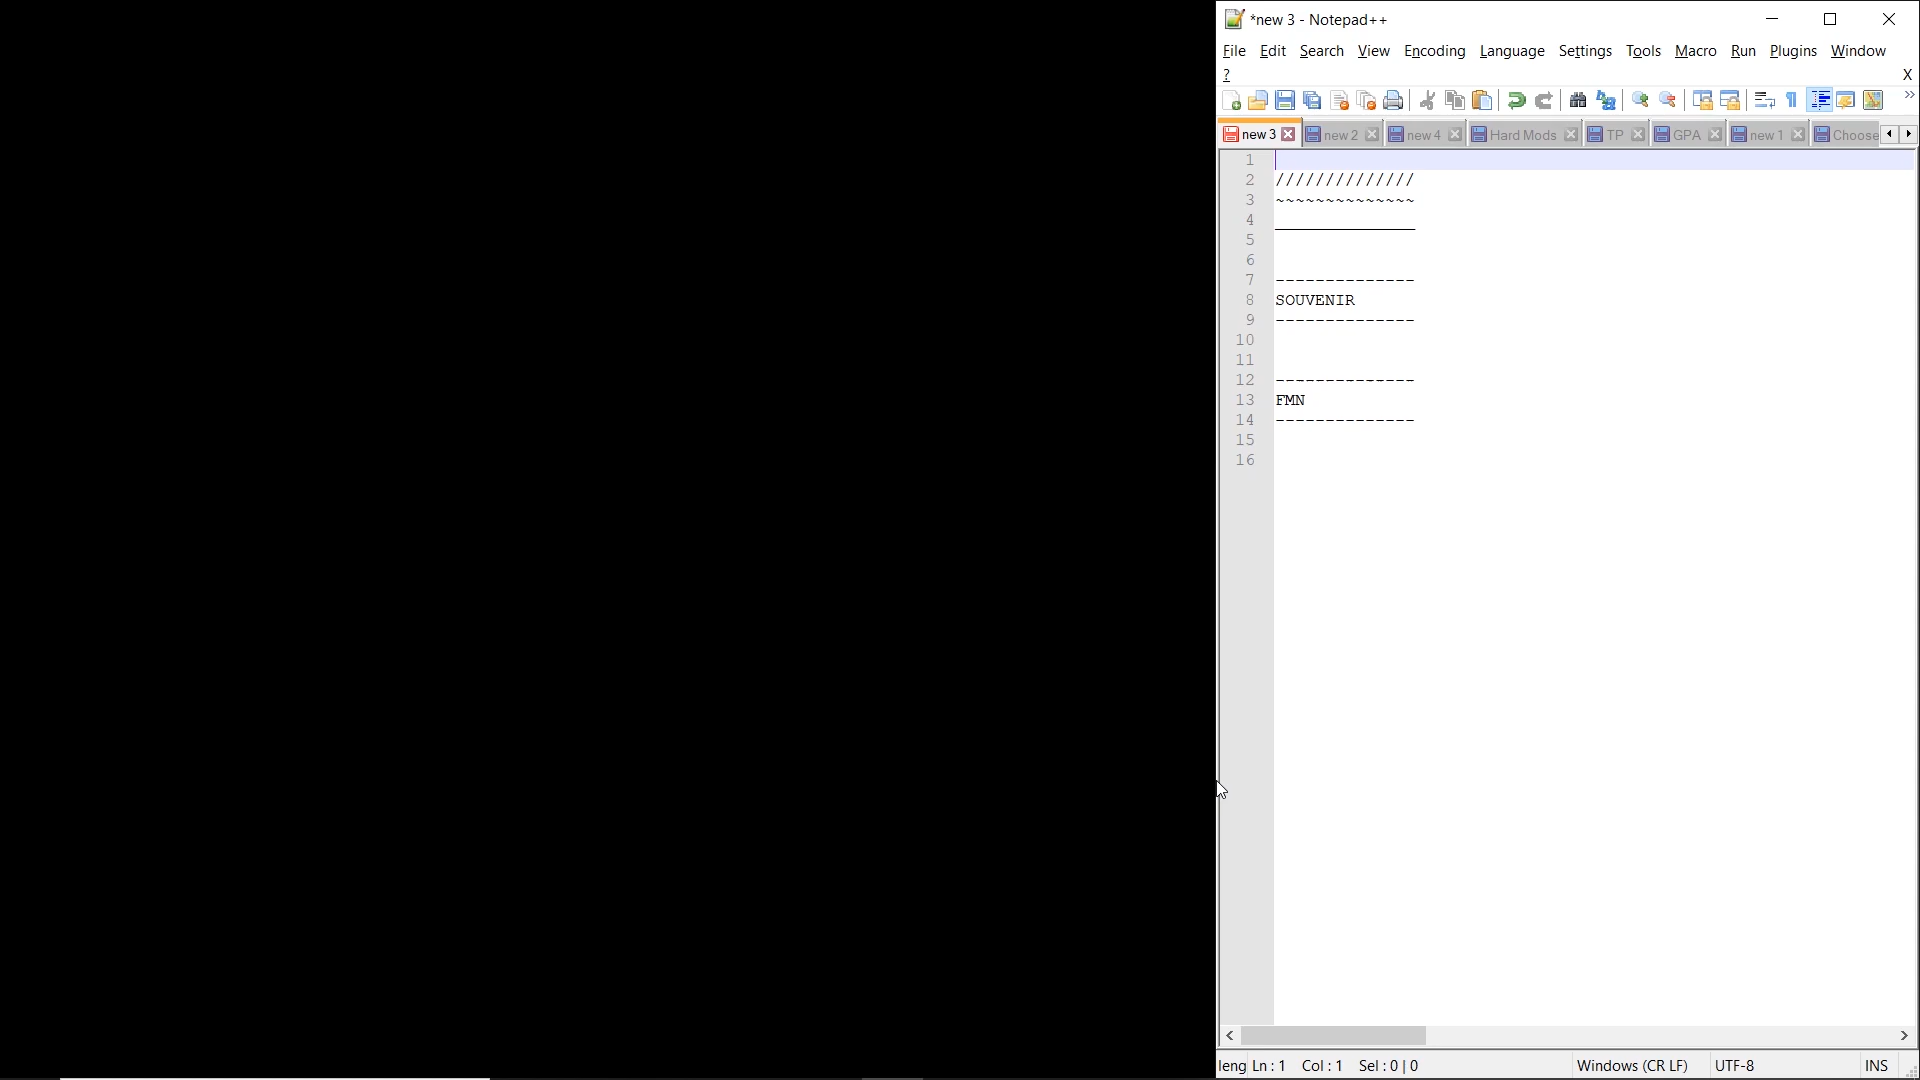 *new 3 - Notepad++
File Edit Search View Encoding Language Settings Tools Macro Run Plugins Window
? X
new 3 new 2 new 4 Hard Mods TP GPA new 1 Choose
1
2 //////////////
3 ~~~~~~~~~~~~~~
4 ______________
5
6
7 --------------
8 SOUVENIR
9 --------------
10
11
12 --------------
13 FMN
14 --------------
15
16
leng Ln : 1 Col : 1 Sel : 0 | 0 Windows (CR LF) UTF-8 INS